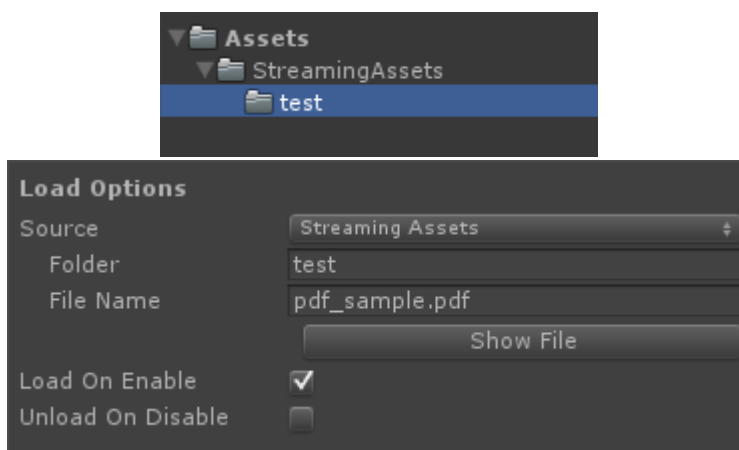 Assets
StreamingAssets
test
Load Options
Source Streaming Assets
Folder test
File Name pdf_sample.pdf
Show File
Load On Enable
Unload On Disable